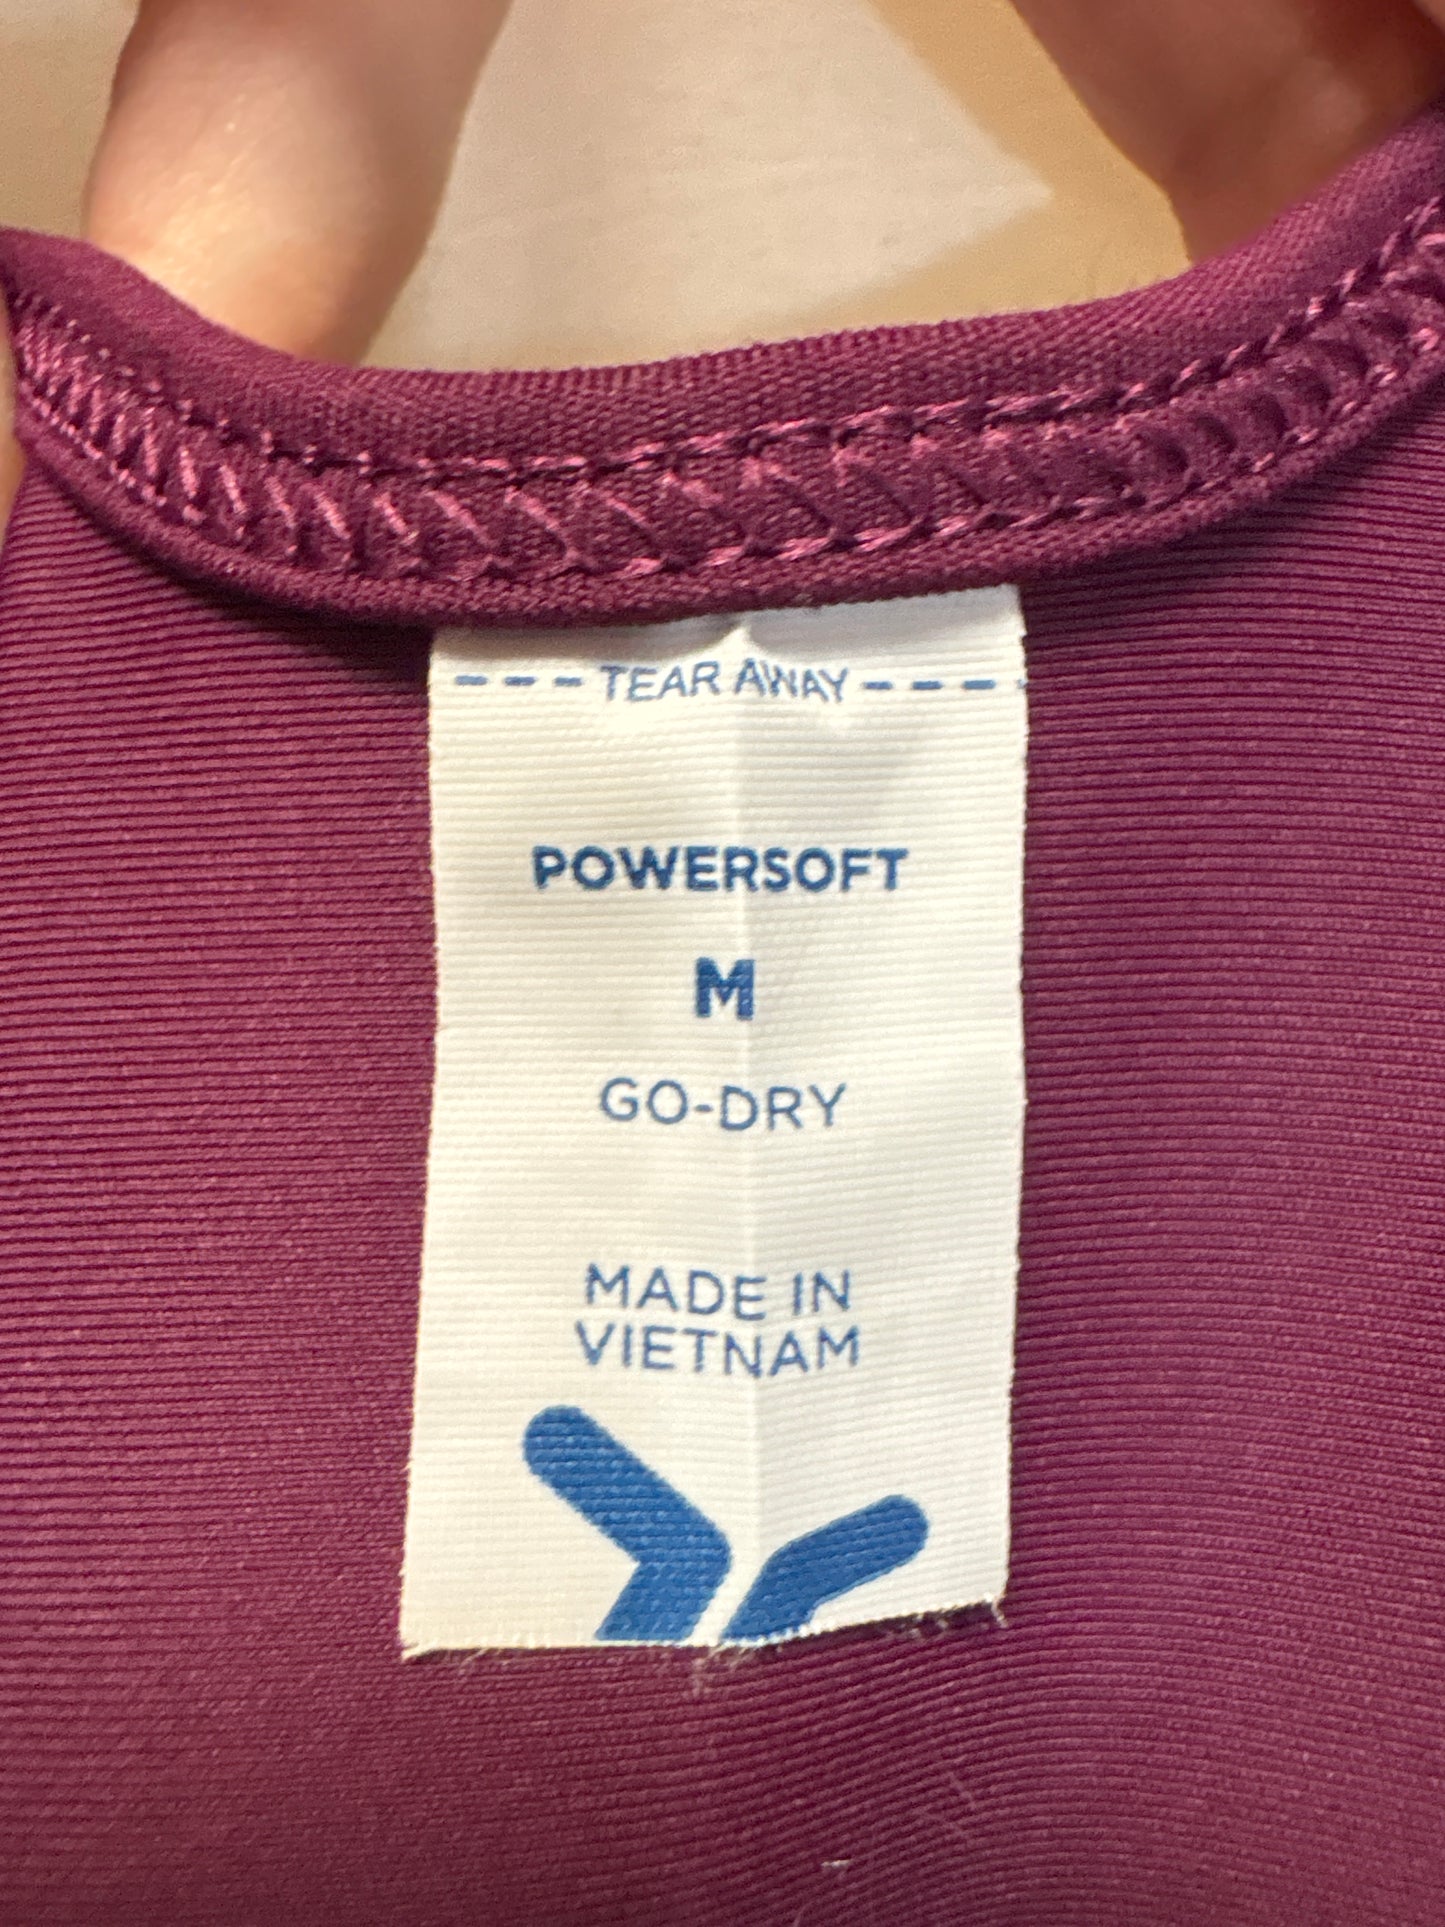 TEAR AWAY
POWERSOFT
M
GO-DRY
MADE IN
VIETNAM